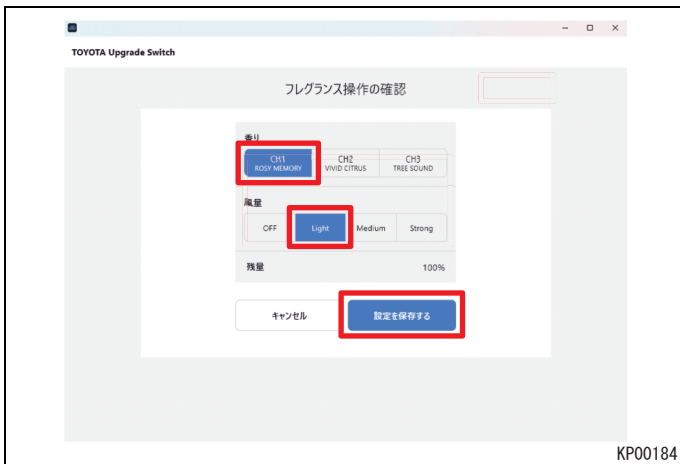 TOYOTA Upgrade Switch
フレグランス操作の確認
香り
CH1 CH2 CH3
ROSY MEMORY VIVID CITRUS TREE SOUND
風量
OFF Light Medium Strong
残量 100%
キャンセル 設定を保存する
KP00184